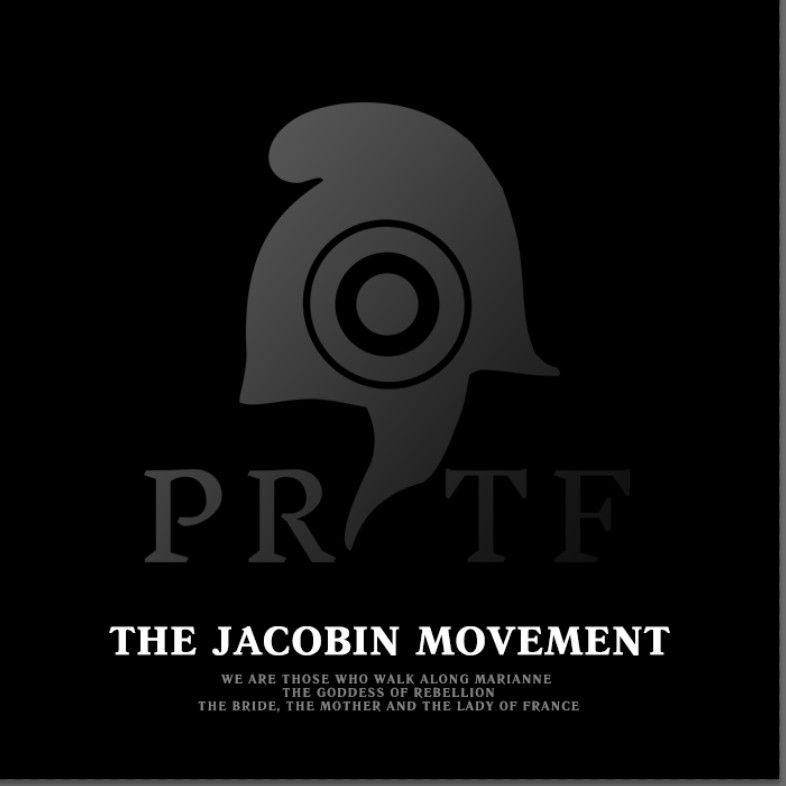 PR TF
THE JACOBIN MOVEMENT
WE ARE THOSE WHO WALK ALONG MARIANNE
THE GODDESS OF REBELLION
THE BRIDE, THE MOTHER AND THE LADY OF FRANCE